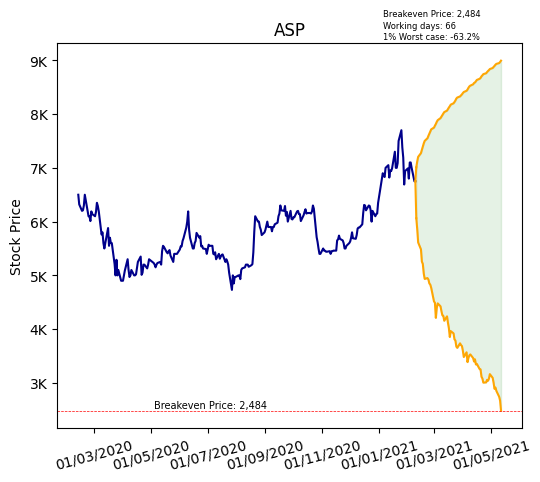 Breakeven Price: 2,484
Working days: 66
1% Worst case: -63.2%
ASP
Stock Price
9K
8K
7K
6K
5K
4K
3K
Breakeven Price: 2,484
01/03/2020
01/05/2020
01/07/2020
01/09/2020
01/11/2020
01/01/2021
01/03/2021
01/05/2021